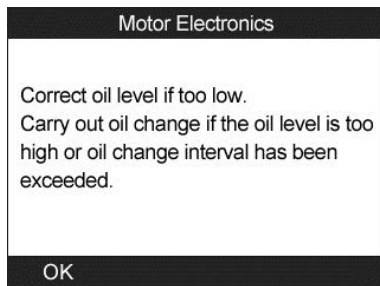 Motor Electronics
Correct oil level if too low.
Carry out oil change if the oil level is too
high or oil change interval has been
exceeded.
OK